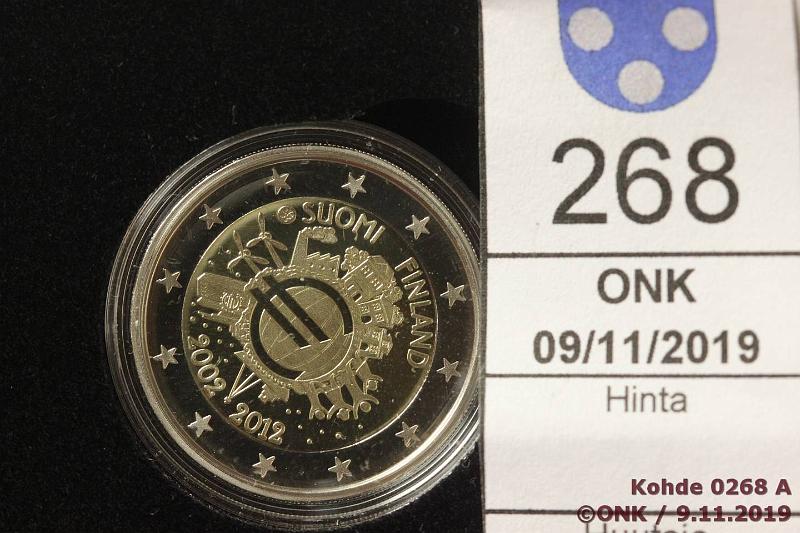 SUOMI
FINLAND
2002 2012
268
ONK
09/11/2019
Hinta
Kohde 0268 A
©ONK / 9.11.2019